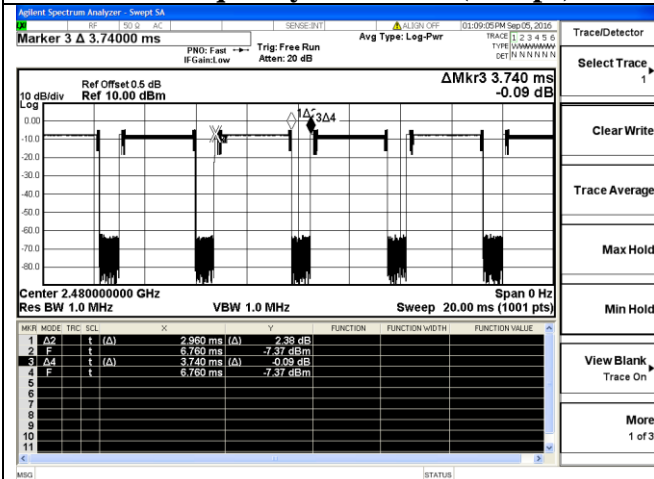 Agilent Spectrum Analyzer - Swept SA
RF 50 Ω AC SENSE:INT ALIGN OFF 01:09:05 PM Sep 05, 2016
Marker 3 Δ 3.74000 ms
Avg Type: Log-Pwr
TRACE 1 2 3 4 5 6
TYPE
DET N N N N N N
PNO: Fast Trig: Free Run
IFGain:Low Atten: 20 dB
Trace/Detector
Select Trace
1
Clear Write
Trace Average
Max Hold
Min Hold
View Blank
Trace On
More
1 of 3
ΔMkr3 3.740 ms
-0.09 dB
Ref Offset 0.5 dB
10 dB/div Ref 10.00 dBm
Log
0.00
-10.0
-20.0
-30.0
-40.0
-50.0
-60.0
-70.0
-80.0
3Δ4
Center 2.480000000 GHz Span 0 Hz
Res BW 1.0 MHz VBW 1.0 MHz Sweep 20.00 ms (1001 pts)
MKR MODE TRC SCL X Y FUNCTION FUNCTION WIDTH FUNCTION VALUE
1 Δ2 t (Δ) 2.960 ms (Δ) 2.38 dB
2 F t 6.760 ms -7.37 dBm
3 Δ4 t (Δ) 3.740 ms (Δ) -0.09 dB
4 F t 6.760 ms -7.37 dBm
5
6
7
8
9
10
11
MSG STATUS